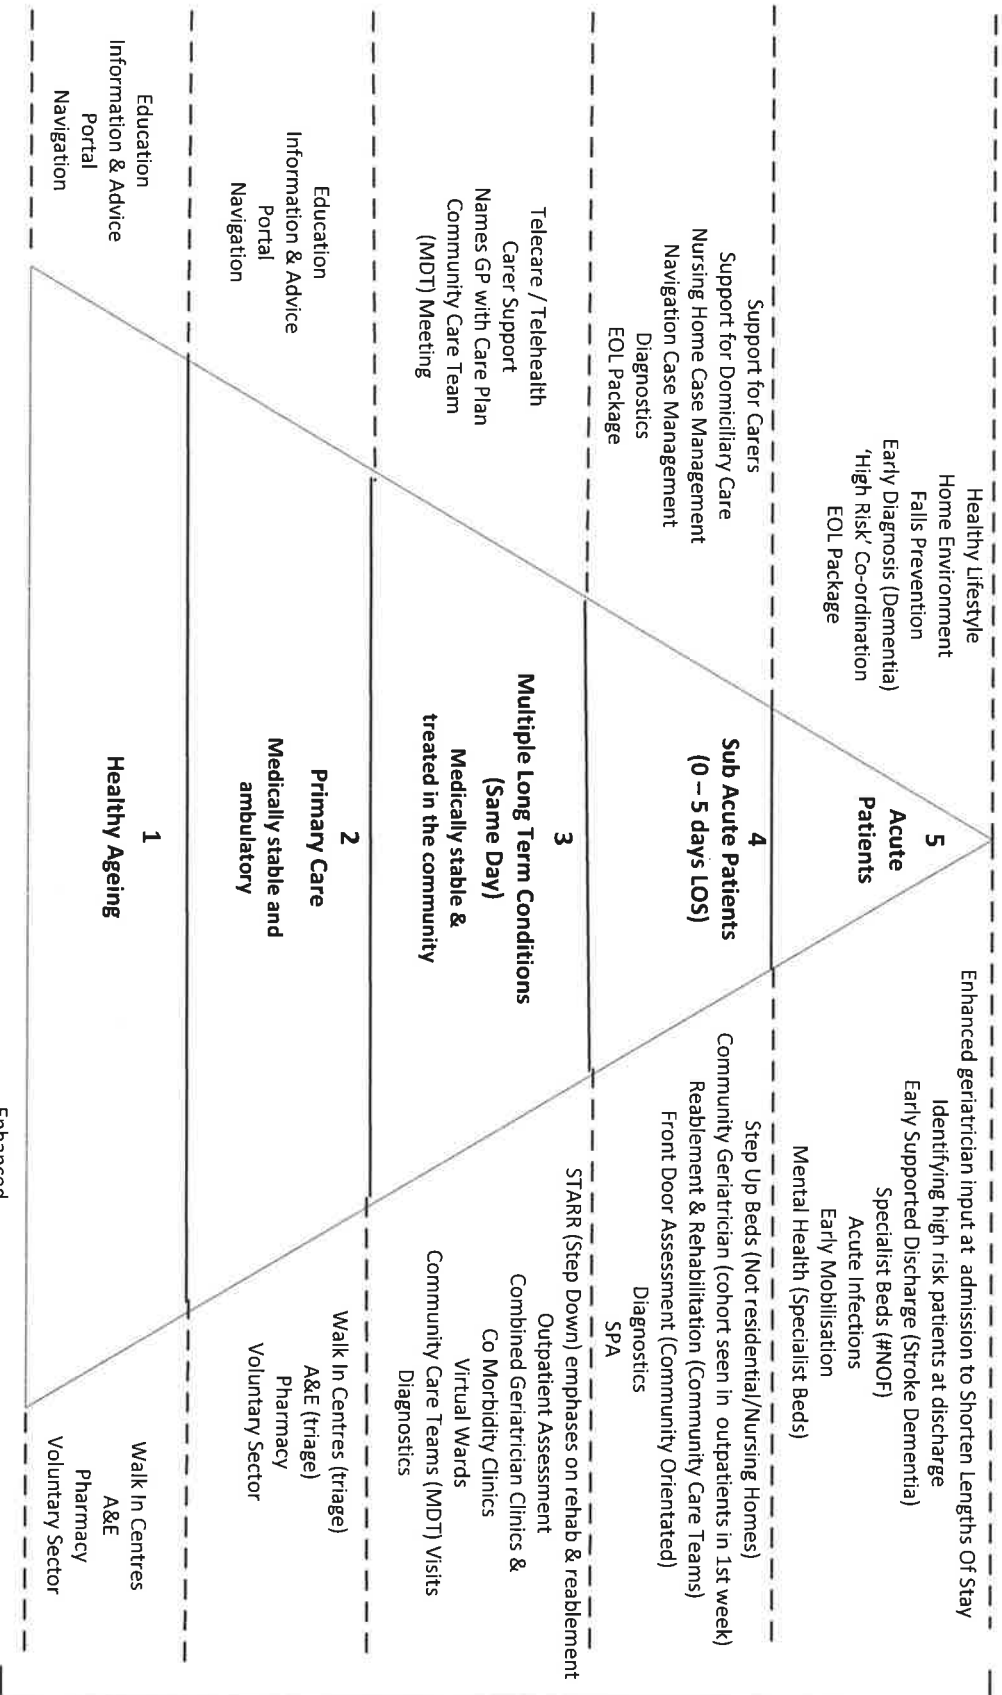 Healthy Lifestyle
Home Environment
Falls Prevention
Early Diagnosis (Dementia)
‘High Risk’ Co-ordination
EOL Package
5
Acute
Patients
Enhanced geriatrician input at admission to Shorten Lengths Of Stay
Identifying high risk patients at discharge
Early Supported Discharge (Stroke Dementia)
Specialist Beds (#NOF)
Acute Infections
Early Mobilisation
Mental Health (Specialist Beds)
Support for Carers
Support for Domiciliary Care
Nursing Home Case Management
Navigation Case Management
Diagnostics
EOL Package
4
Sub Acute Patients
(0 – 5 days LOS)
Step Up Beds (Not residential/Nursing Homes)
Community Geriatrician (cohort seen in outpatients in 1st week)
Reablement & Rehabilitation (Community Care Teams)
Front Door Assessment (Community Orientated)
Diagnostics
SPA
Telecare / Telehealth
Carer Support
Names GP with Care Plan
Community Care Team
(MDT) Meeting
3
Multiple Long Term Conditions
(Same Day)
Medically stable &
treated in the community
STARR (Step Down) emphases on rehab & reablement
Outpatient Assessment
Combined Geriatrician Clinics &
Co Morbidity Clinics
Virtual Wards
Community Care Teams (MDT) Visits
Diagnostics
Education
Information & Advice
Portal
Navigation
2
Primary Care
Medically stable and
ambulatory
Walk In Centres (triage)
A&E (triage)
Pharmacy
Voluntary Sector
Education
Information & Advice
Portal
Navigation
1
Healthy Ageing
Walk In Centres
A&E
Pharmacy
Voluntary Sector
Enhanced